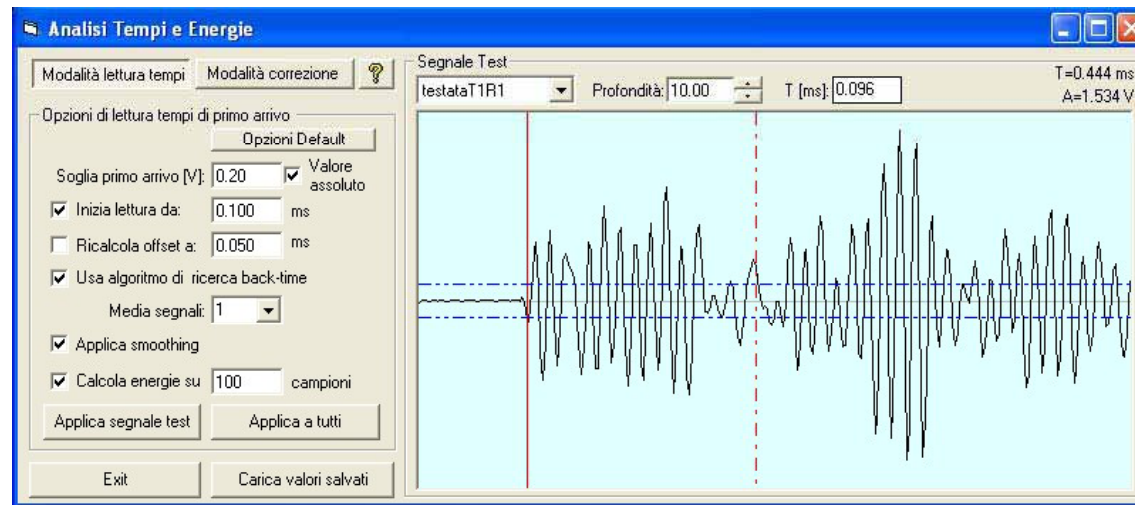 Analisi Tempi e Energie
Modalità lettura tempi Modalità correzione ?
Opzioni di lettura tempi di primo arrivo
Opzioni Default
Soglia primo arrivo [V]: 0.20 Valore assoluto
Inizia lettura da: 0.100 ms
Ricalcola offset a: 0.050 ms
Usa algoritmo di ricerca back-time
Media segnali: 1
Applica smoothing
Calcola energie su 100 campioni
Applica segnale test Applica a tutti
Exit Carica valori salvati
Segnale Test
testataT1R1 Profondità: 10.00 T [ms]: 0.096
T=0.444 ms
A=1.534 V